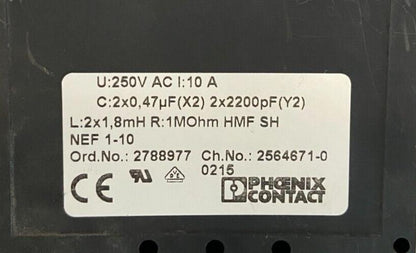 U:250V AC I:10 A
C:2x0,47µF(X2) 2x2200pF(Y2)
L:2x1,8mH R:1MOhm HMF SH
NEF 1-10
Ord.No.: 2788977 Ch.No.: 2564671-0
0215
CE
PHŒNIX
CONTACT